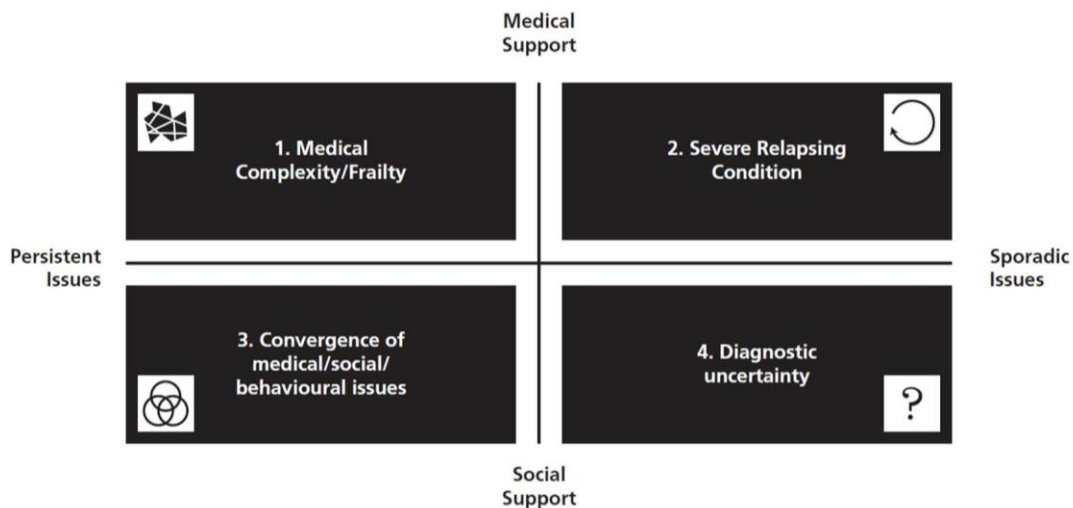 Medical
Support
1. Medical
Complexity/Frailty
2. Severe Relapsing
Condition
Persistent
Issues
Sporadic
Issues
3. Convergence of
medical/social/
behavioural issues
4. Diagnostic
uncertainty
?
Social
Support